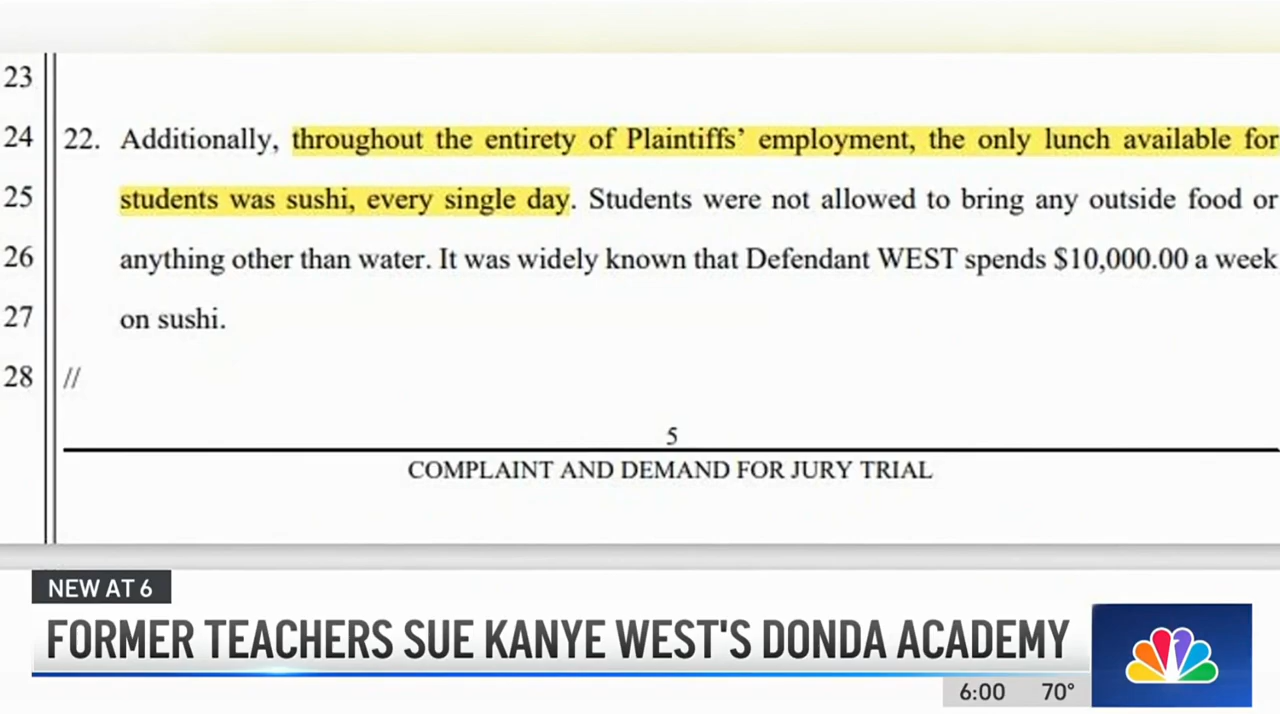 23
24 22. Additionally, throughout the entirety of Plaintiffs’ employment, the only lunch available for
25 students was sushi, every single day. Students were not allowed to bring any outside food or
26 anything other than water. It was widely known that Defendant WEST spends $10,000.00 a week
27 on sushi.
28 //
5
COMPLAINT AND DEMAND FOR JURY TRIAL
NEW AT 6
FORMER TEACHERS SUE KANYE WEST'S DONDA ACADEMY
6:00 70°